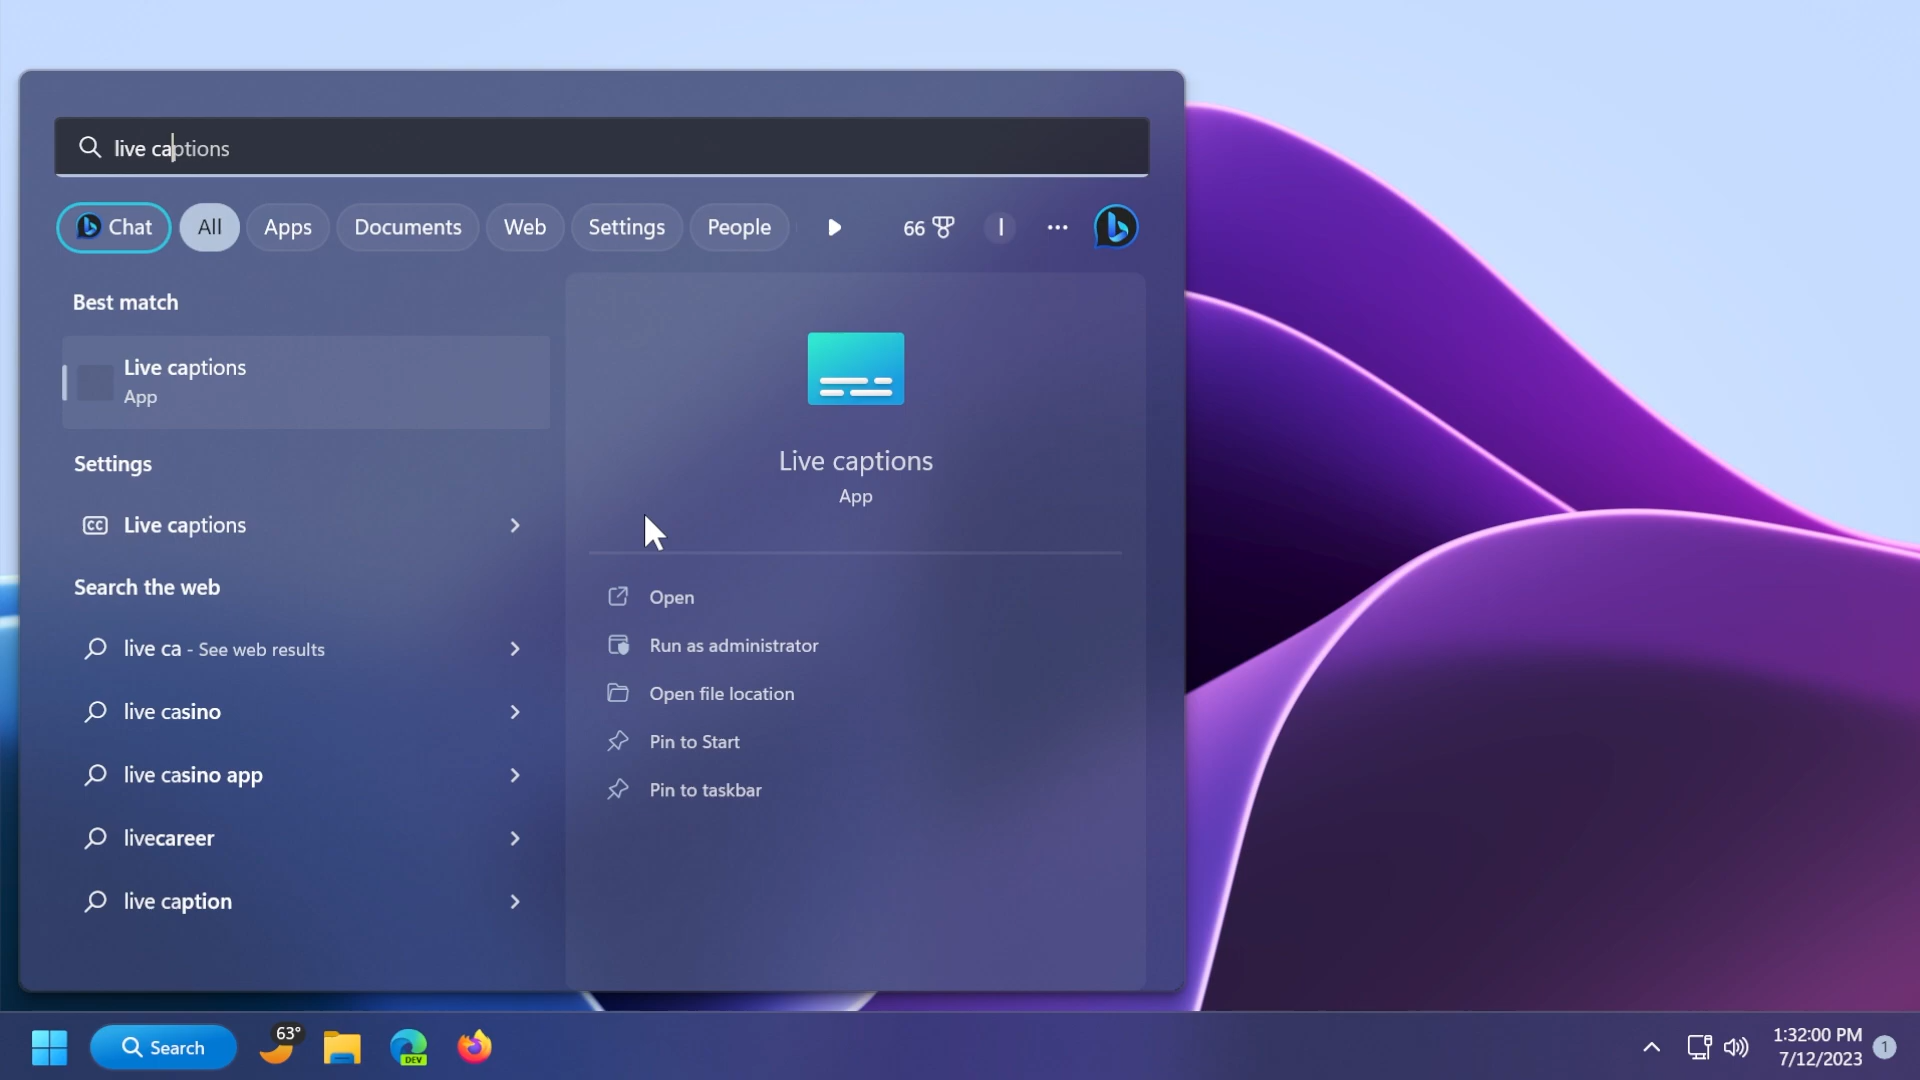 live captions
Chat All Apps Documents Web Settings People 66 I ...
Best match
Live captions
App
Live captions
App
Settings
CC Live captions
Search the web
live ca - See web results
live casino
live casino app
livecareer
live caption
Open
Run as administrator
Open file location
Pin to Start
Pin to taskbar
Search
63°
DEV
1:32:00 PM
7/12/2023
1